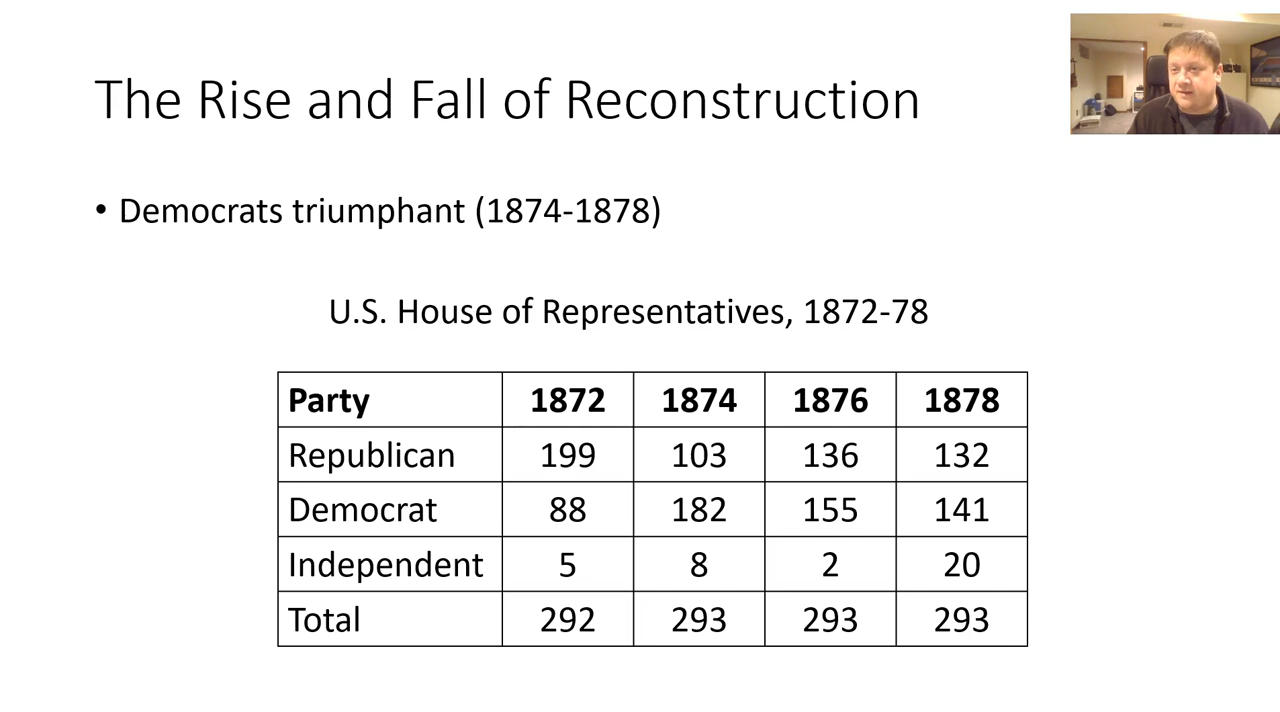 The Rise and Fall of Reconstruction
• Democrats triumphant (1874-1878)
U.S. House of Representatives, 1872-78
Party 1872 1874 1876 1878
Republican 199 103 136 132
Democrat 88 182 155 141
Independent 5 8 2 20
Total 292 293 293 293